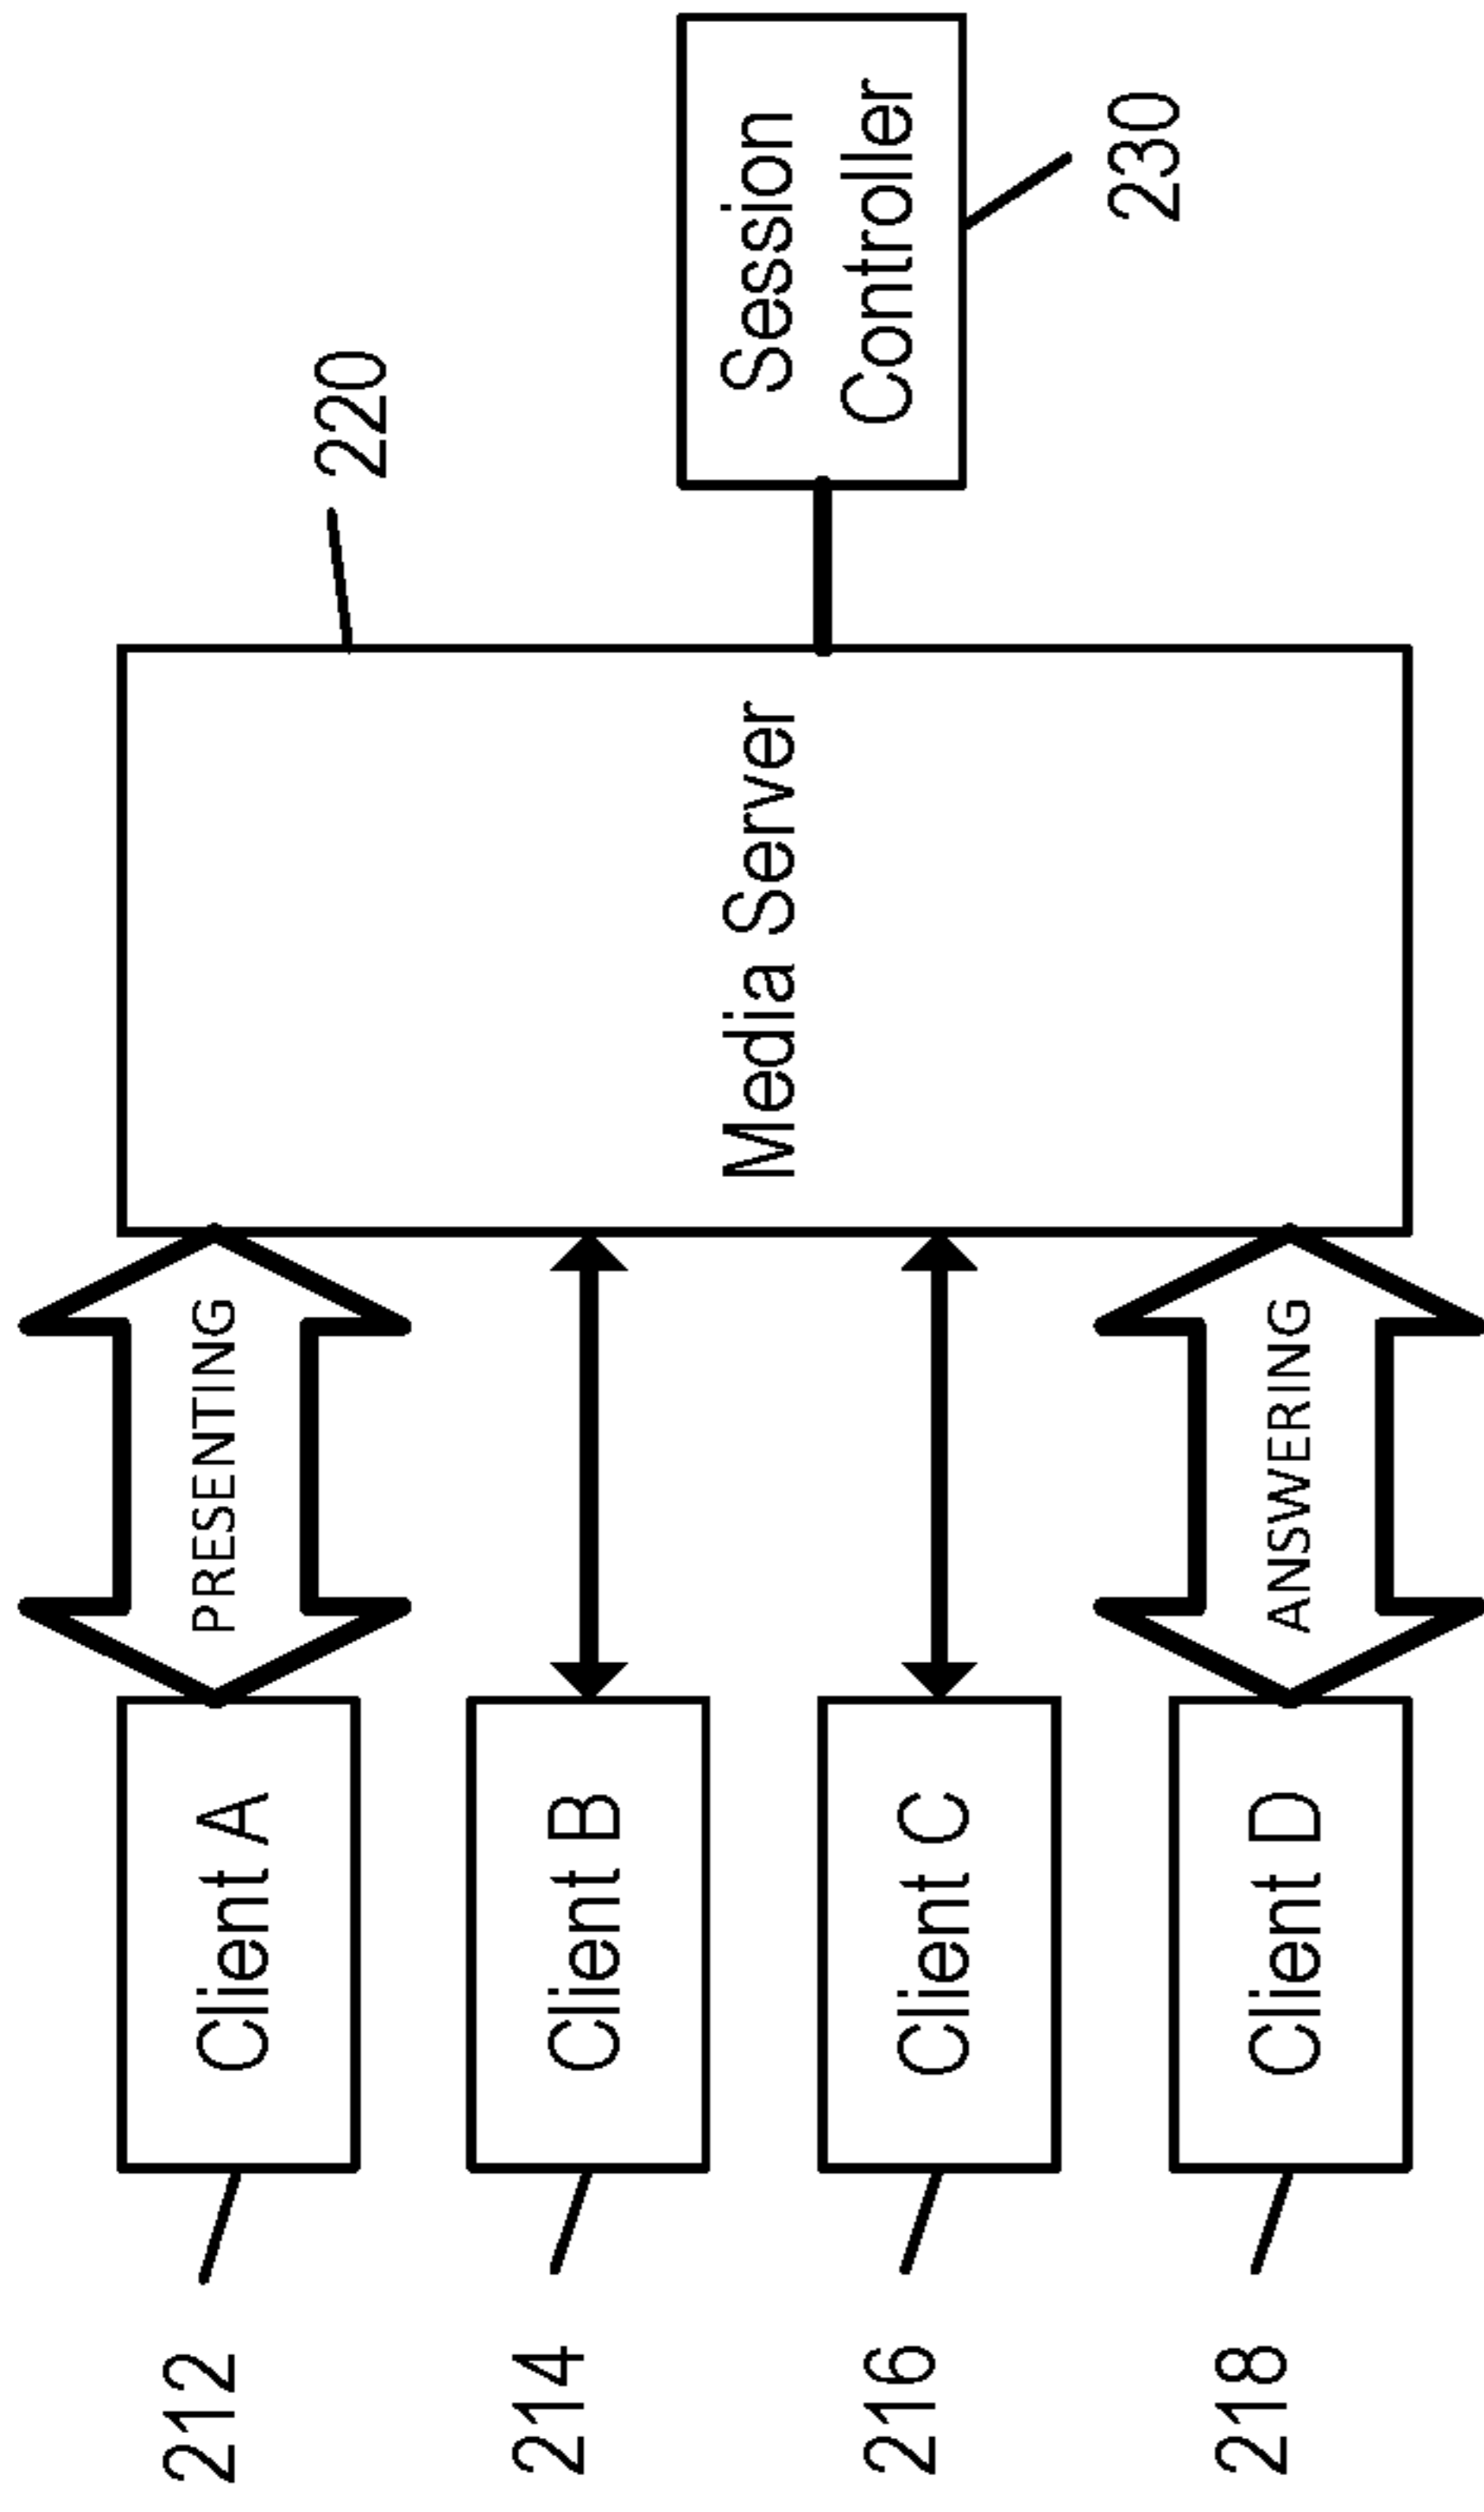 212
Client A
PRESENTING
214
Client B
216
Client C
218
Client D
ANSWERING
Media Server
220
Session
Controller
230